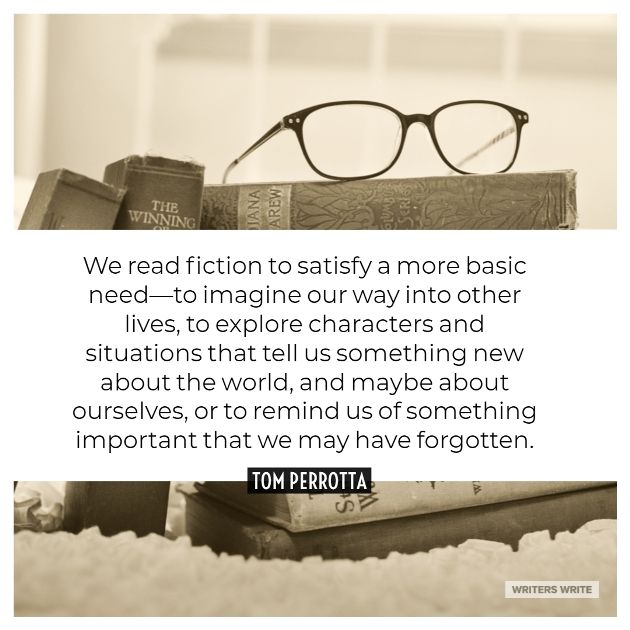 THE
WINNING
OF
IANA
AREW
We read fiction to satisfy a more basic
need—to imagine our way into other
lives, to explore characters and
situations that tell us something new
about the world, and maybe about
ourselves, or to remind us of something
important that we may have forgotten.
TOM PERROTTA
WRITERS WRITE